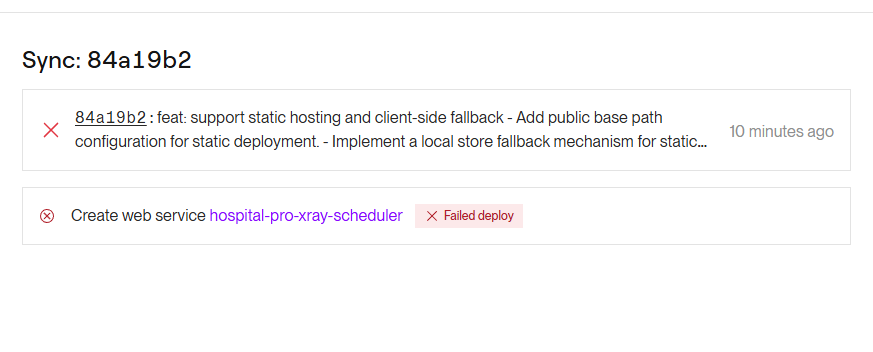 Sync: 84a19b2
84a19b2: feat: support static hosting and client-side fallback - Add public base path
configuration for static deployment. - Implement a local store fallback mechanism for static...
10 minutes ago
Create web service hospital-pro-xray-scheduler Failed deploy